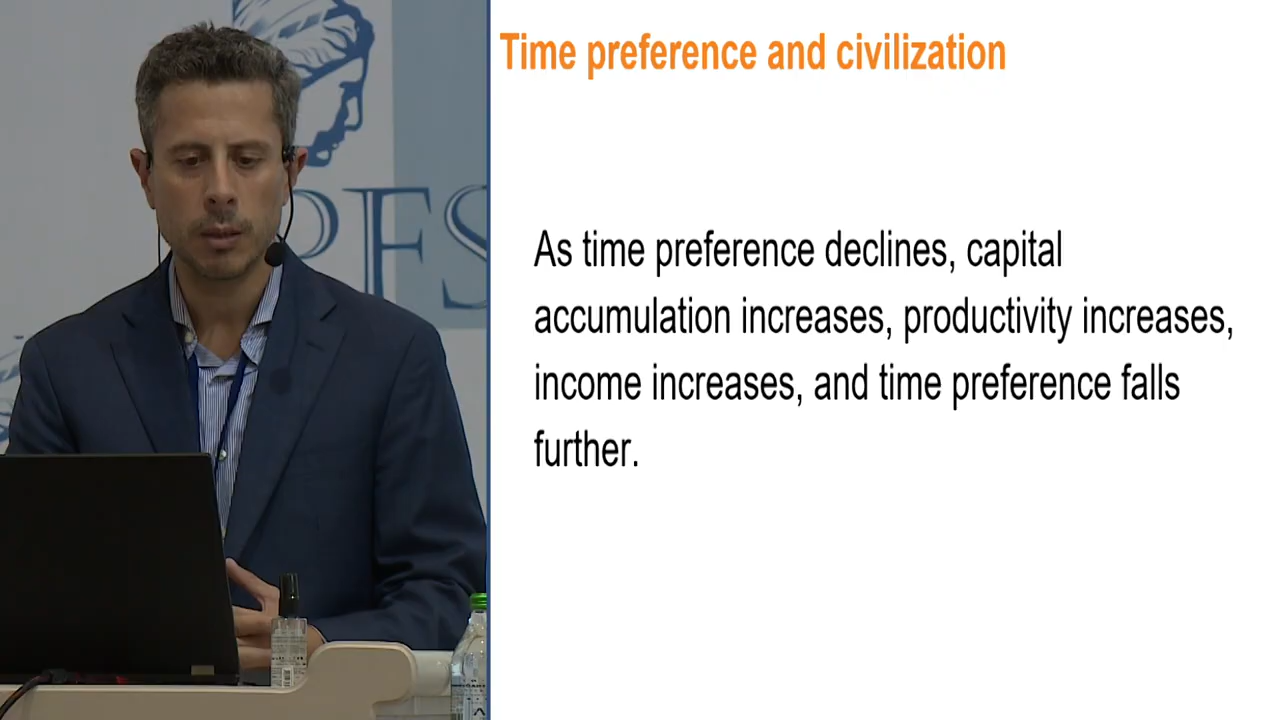 Time preference and civilization
PFS
As time preference declines, capital
accumulation increases, productivity increases,
income increases, and time preference falls
further.